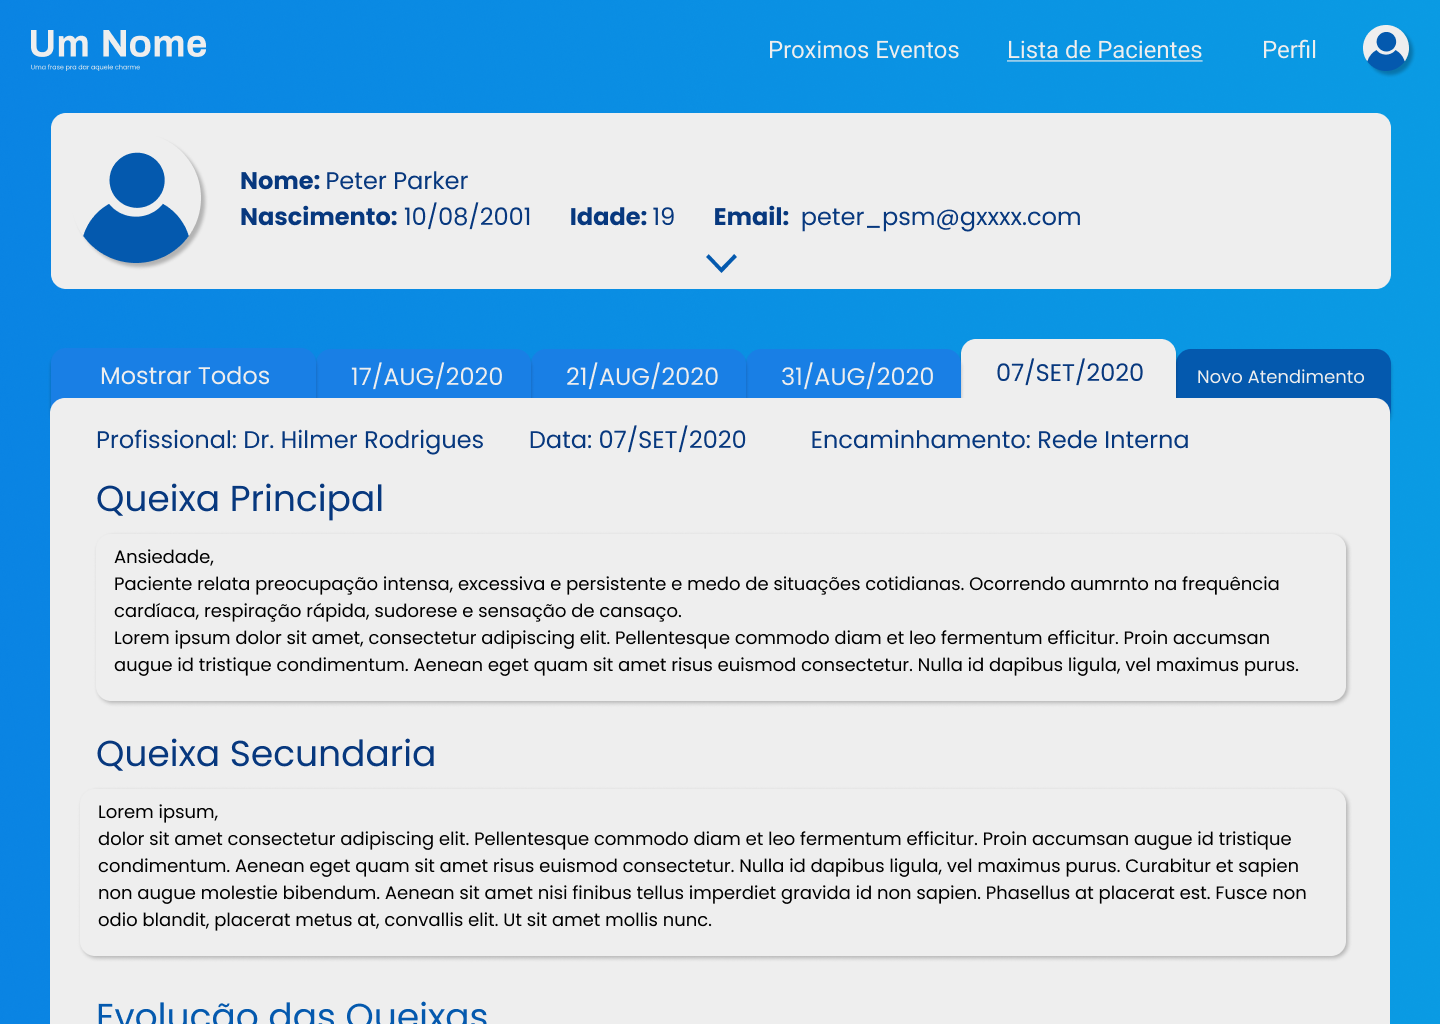 Um Nome
Uma frase pra dar aquele charme
Proximos Eventos
Lista de Pacientes
Perfil
Nome: Peter Parker
Nascimento: 10/08/2001 Idade: 19 Email: peter_psm@gxxxx.com
Mostrar Todos
17/AUG/2020
21/AUG/2020
31/AUG/2020
07/SET/2020
Novo Atendimento
Profissional: Dr. Hilmer Rodrigues Data: 07/SET/2020 Encaminhamento: Rede Interna
Queixa Principal
Ansiedade,
Paciente relata preocupação intensa, excessiva e persistente e medo de situações cotidianas. Ocorrendo aumrnto na frequência
cardíaca, respiração rápida, sudorese e sensação de cansaço.
Lorem ipsum dolor sit amet, consectetur adipiscing elit. Pellentesque commodo diam et leo fermentum efficitur. Proin accumsan
augue id tristique condimentum. Aenean eget quam sit amet risus euismod consectetur. Nulla id dapibus ligula, vel maximus purus.
Queixa Secundaria
Lorem ipsum,
dolor sit amet consectetur adipiscing elit. Pellentesque commodo diam et leo fermentum efficitur. Proin accumsan augue id tristique
condimentum. Aenean eget quam sit amet risus euismod consectetur. Nulla id dapibus ligula, vel maximus purus. Curabitur et sapien
non augue molestie bibendum. Aenean sit amet nisi finibus tellus imperdiet gravida id non sapien. Phasellus at placerat est. Fusce non
odio blandit, placerat metus at, convallis elit. Ut sit amet mollis nunc.
Evolução das Queixas